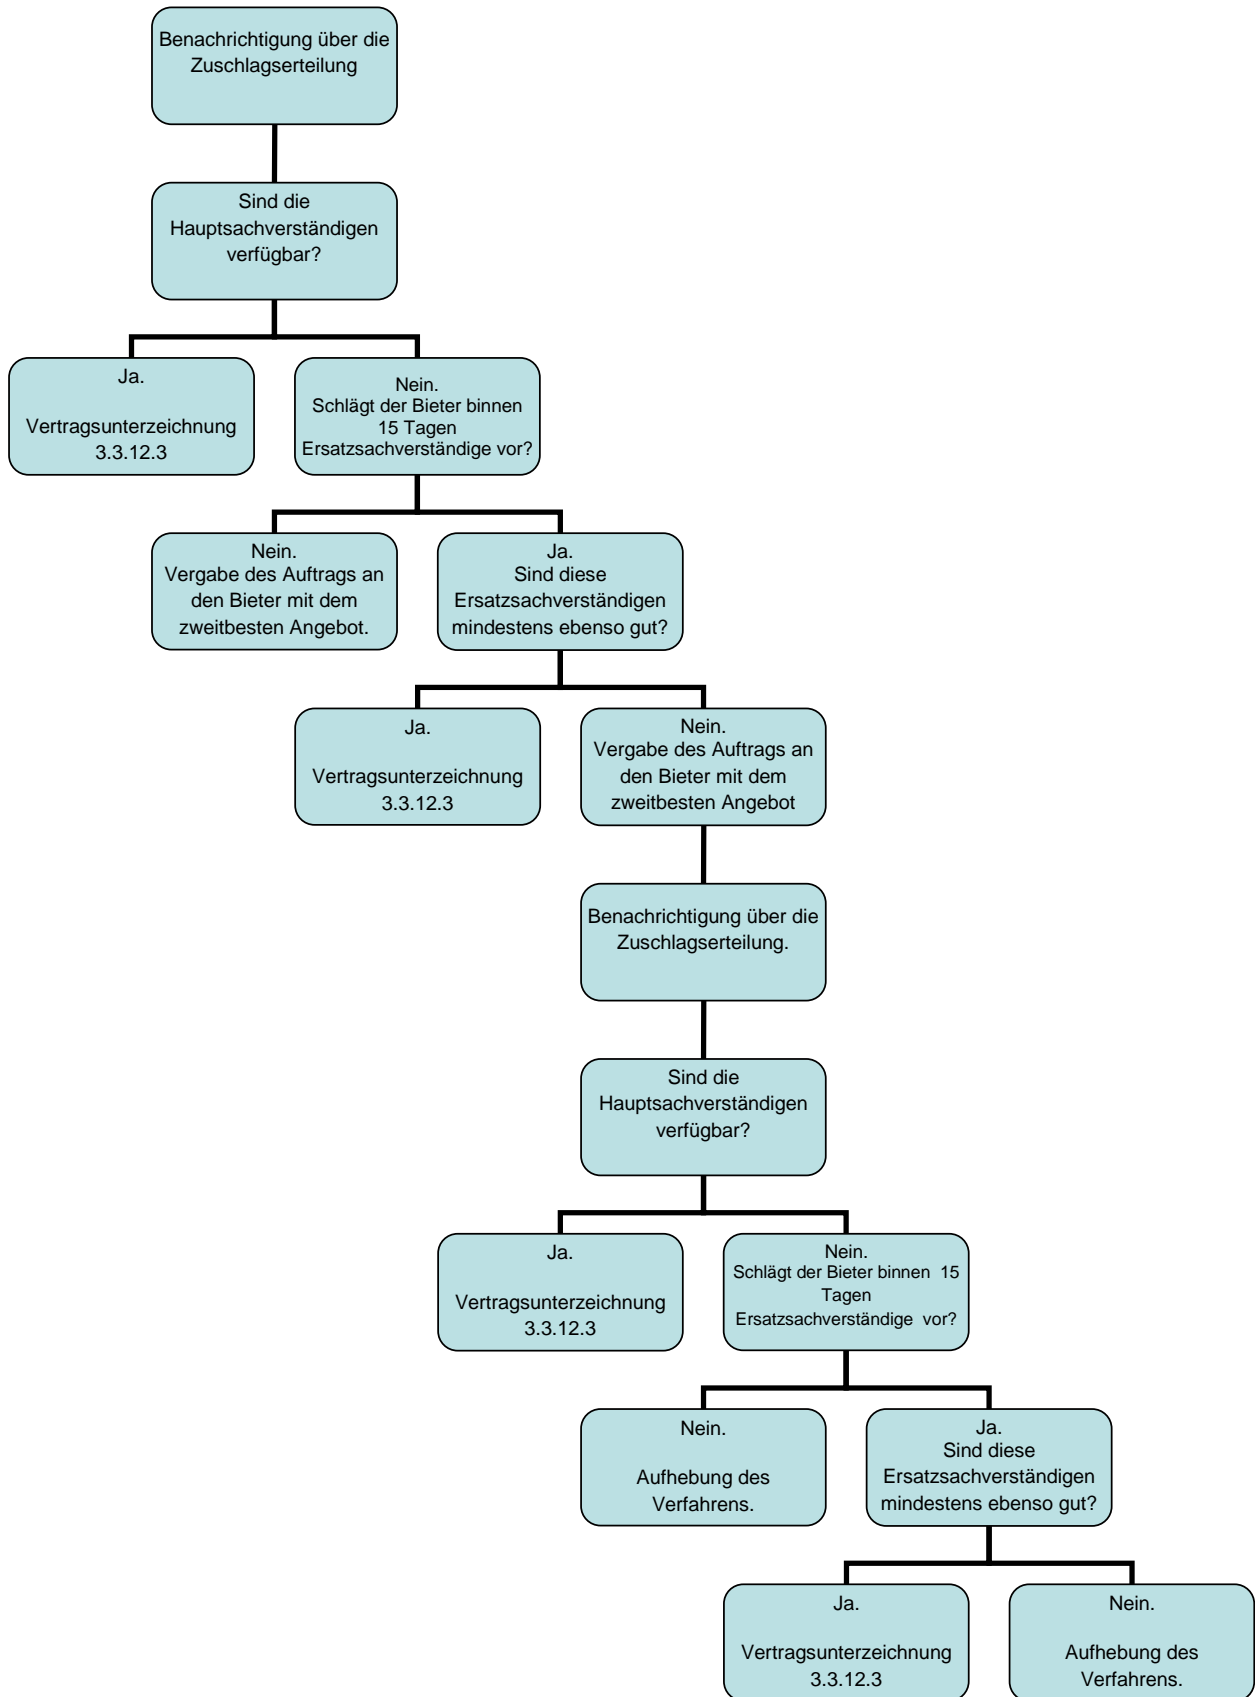 Benachrichtigung über die
Zuschlagserteilung
Sind die
Hauptsachverständigen
verfügbar?
Ja.
Vertragsunterzeichnung
3.3.12.3
Nein.
Schlägt der Bieter binnen
15 Tagen
Ersatzsachverständige vor?
Nein.
Vergabe des Auftrags an
den Bieter mit dem
zweitbesten Angebot.
Ja.
Sind diese
Ersatzsachverständigen
mindestens ebenso gut?
Ja.
Vertragsunterzeichnung
3.3.12.3
Nein.
Vergabe des Auftrags an
den Bieter mit dem
zweitbesten Angebot
Benachrichtigung über die
Zuschlagserteilung.
Sind die
Hauptsachverständigen
verfügbar?
Ja.
Vertragsunterzeichnung
3.3.12.3
Nein.
Schlägt der Bieter binnen 15
Tagen
Ersatzsachverständige vor?
Nein.
Aufhebung des
Verfahrens.
Ja.
Sind diese
Ersatzsachverständigen
mindestens ebenso gut?
Ja.
Vertragsunterzeichnung
3.3.12.3
Nein.
Aufhebung des
Verfahrens.